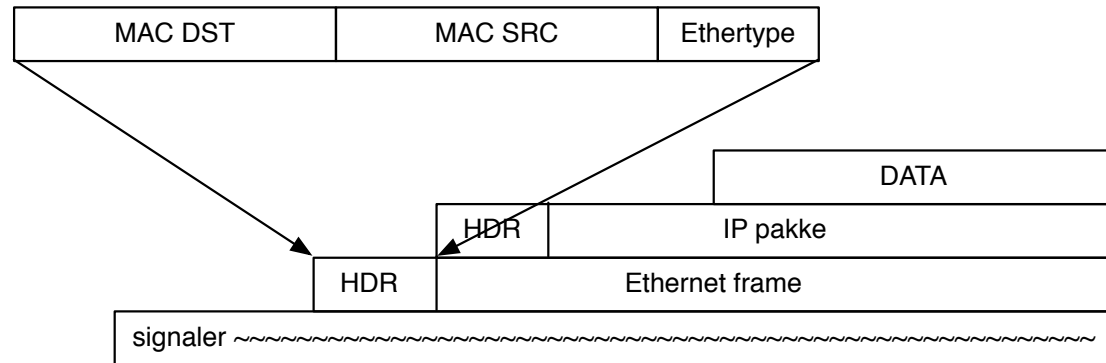 MAC DST MAC SRC Ethertype
DATA
HDR IP pakke
HDR Ethernet frame
signaler ~~~~~~~~~~~~~~~~~~~~~~~~~~~~~~~~~~~~~~~~~~~~~~~~~~~~~~~